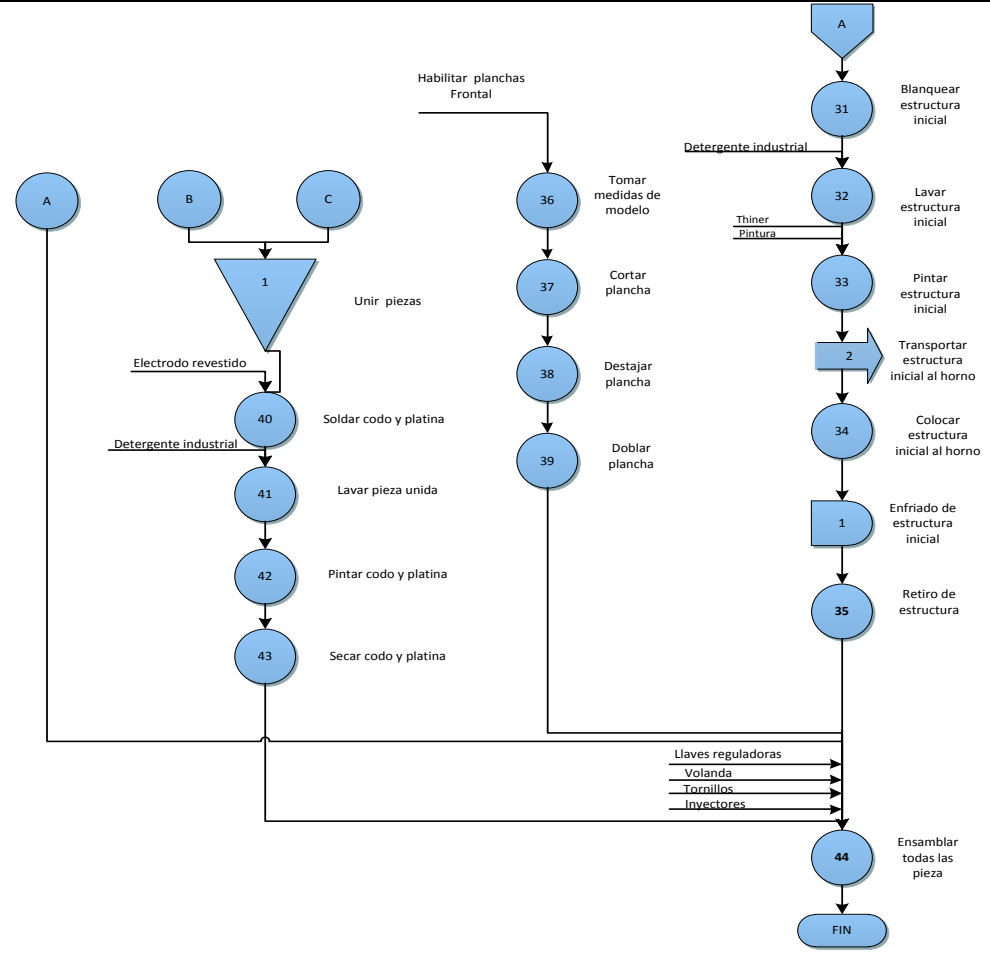 A
31
Blanquear
estructura
inicial
Detergente industrial
32
Lavar
estructura
inicial
Thiner
Pintura
33
Pintar
estructura
inicial
2
Transportar
estructura
inicial al horno
34
Colocar
estructura
inicial al horno
1
Enfriado de
estructura
inicial
35
Retiro de
estructura
Habilitar planchas
Frontal
36
Tomar
medidas de
modelo
37
Cortar
plancha
38
Destajar
plancha
39
Doblar
plancha
A
B
C
1
Unir piezas
Electrodo revestido
40
Soldar codo y platina
Detergente industrial
41
Lavar pieza unida
42
Pintar codo y platina
43
Secar codo y platina
Llaves reguladoras
Volanda
Tornillos
Inyectores
44
Ensamblar
todas las
pieza
FIN